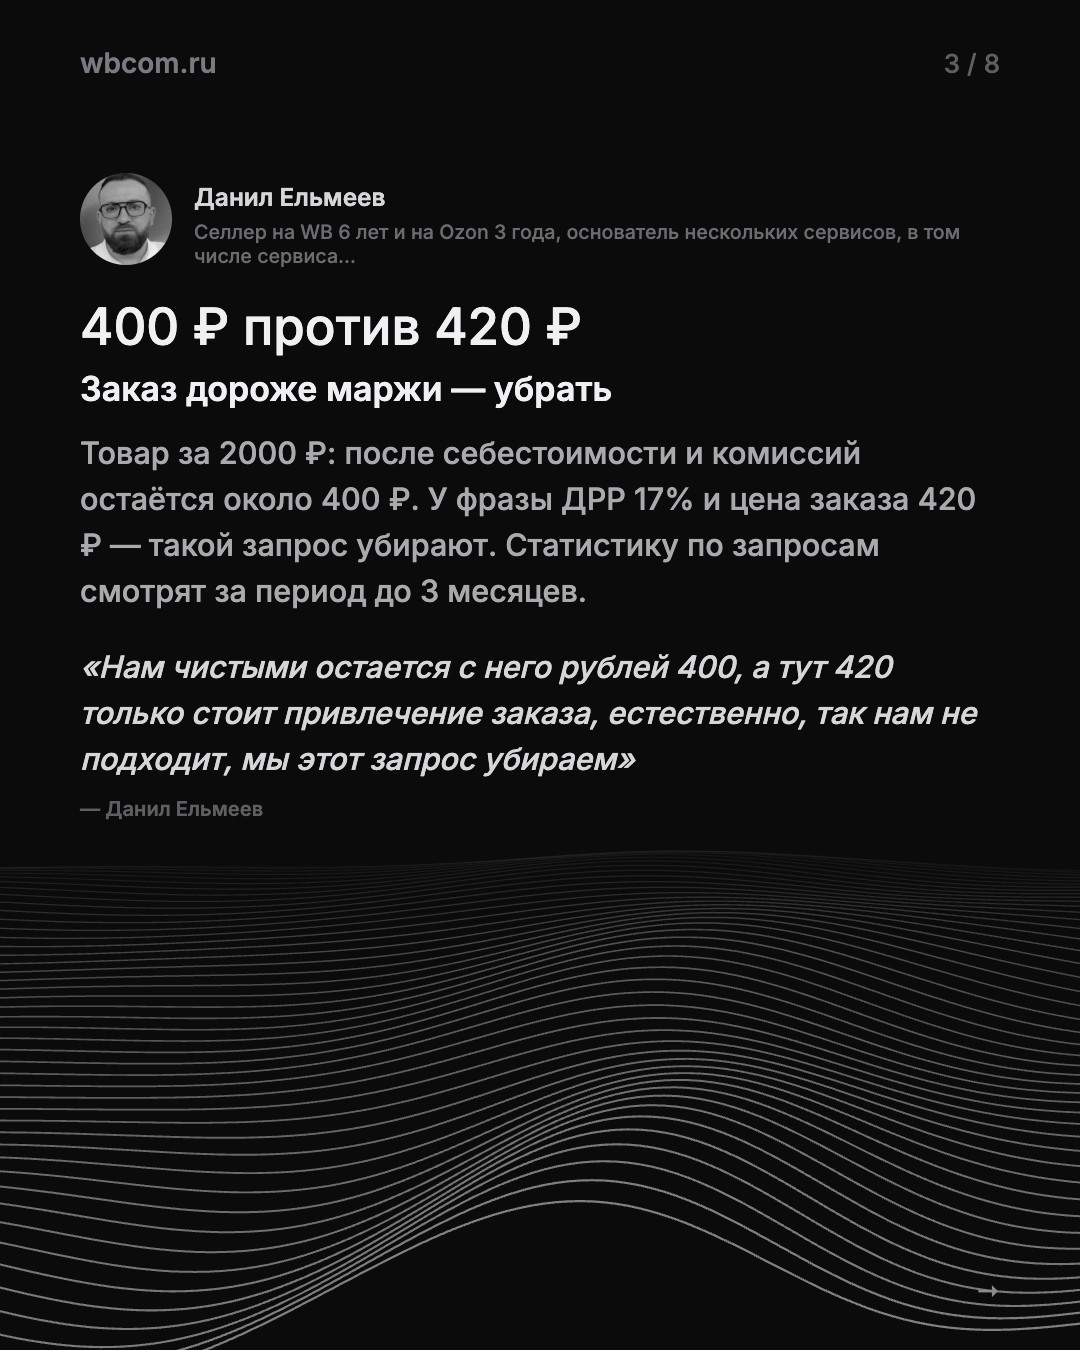 wbcom.ru
3 / 8
Данил Ельмеев
Селлер на WB 6 лет и на Ozon 3 года, основатель нескольких сервисов, в том
числе сервиса...
400 ₽ против 420 ₽
Заказ дороже маржи — убрать
Товар за 2000 ₽: после себестоимости и комиссий
остаётся около 400 ₽. У фразы ДРР 17% и цена заказа 420
₽ — такой запрос убирают. Статистику по запросам
смотрят за период до 3 месяцев.
«Нам чистыми остается с него рублей 400, а тут 420
только стоит привлечение заказа, естественно, так нам не
подходит, мы этот запрос убираем»
— Данил Ельмеев